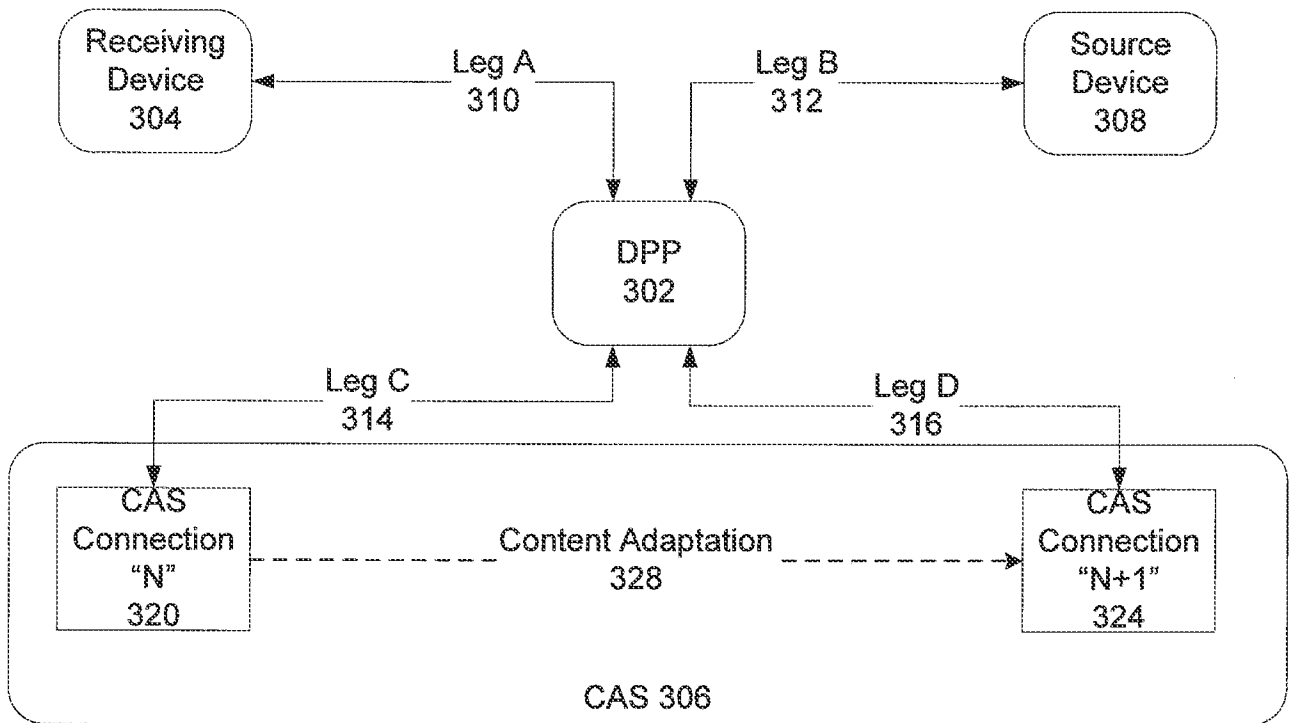 Receiving
Device
304
Leg A
310
Leg B
312
Source
Device
308
DPP
302
Leg C
314
Leg D
316
CAS
Connection
“N”
320
Content Adaptation
328
CAS
Connection
“N+1”
324
CAS 306